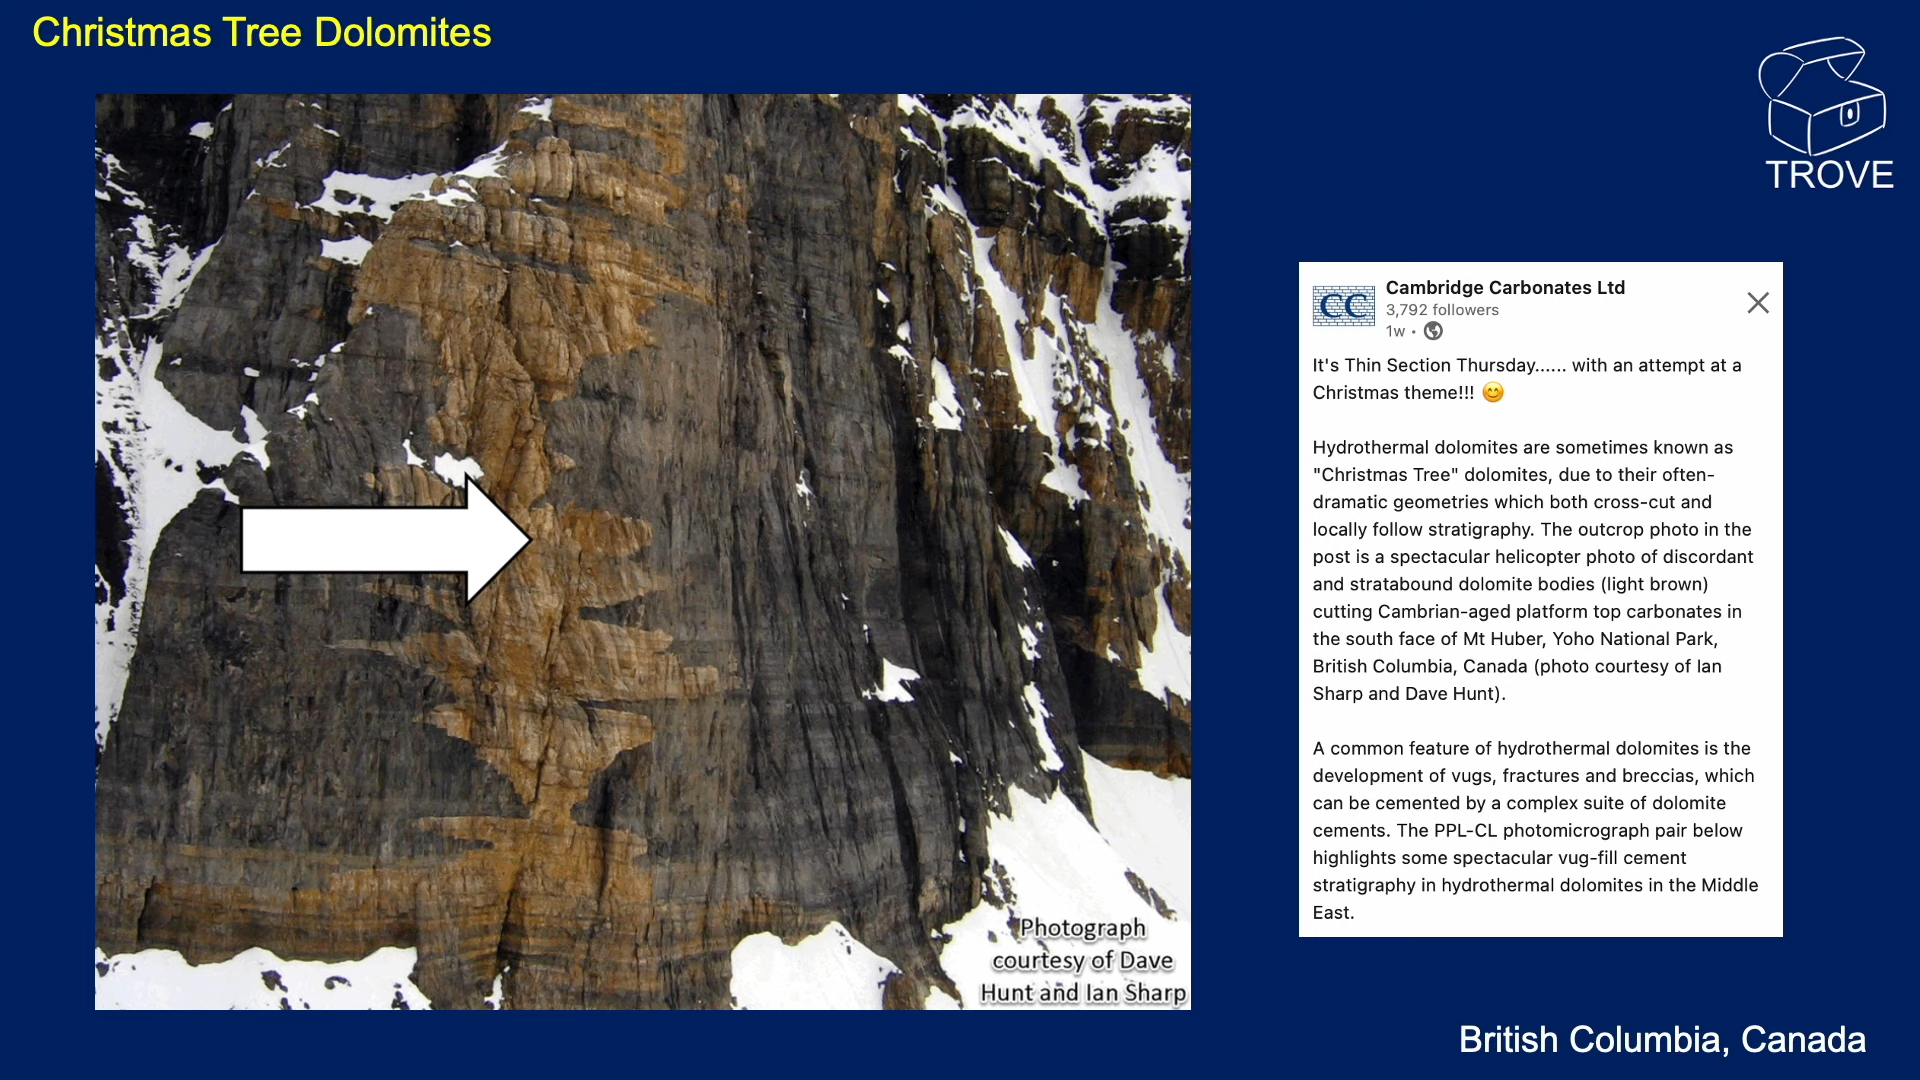 Christmas Tree Dolomites
TROVE
CC
Cambridge Carbonates Ltd
3,792 followers
1w •
It's Thin Section Thursday...... with an attempt at a
Christmas theme!!! 😊
Hydrothermal dolomites are sometimes known as
"Christmas Tree" dolomites, due to their often-
dramatic geometries which both cross-cut and
locally follow stratigraphy. The outcrop photo in the
post is a spectacular helicopter photo of discordant
and stratabound dolomite bodies (light brown)
cutting Cambrian-aged platform top carbonates in
the south face of Mt Huber, Yoho National Park,
British Columbia, Canada (photo courtesy of Ian
Sharp and Dave Hunt).
A common feature of hydrothermal dolomites is the
development of vugs, fractures and breccias, which
can be cemented by a complex suite of dolomite
cements. The PPL-CL photomicrograph pair below
highlights some spectacular vug-fill cement
stratigraphy in hydrothermal dolomites in the Middle
East.
Photograph
courtesy of Dave
Hunt and Ian Sharp
British Columbia, Canada